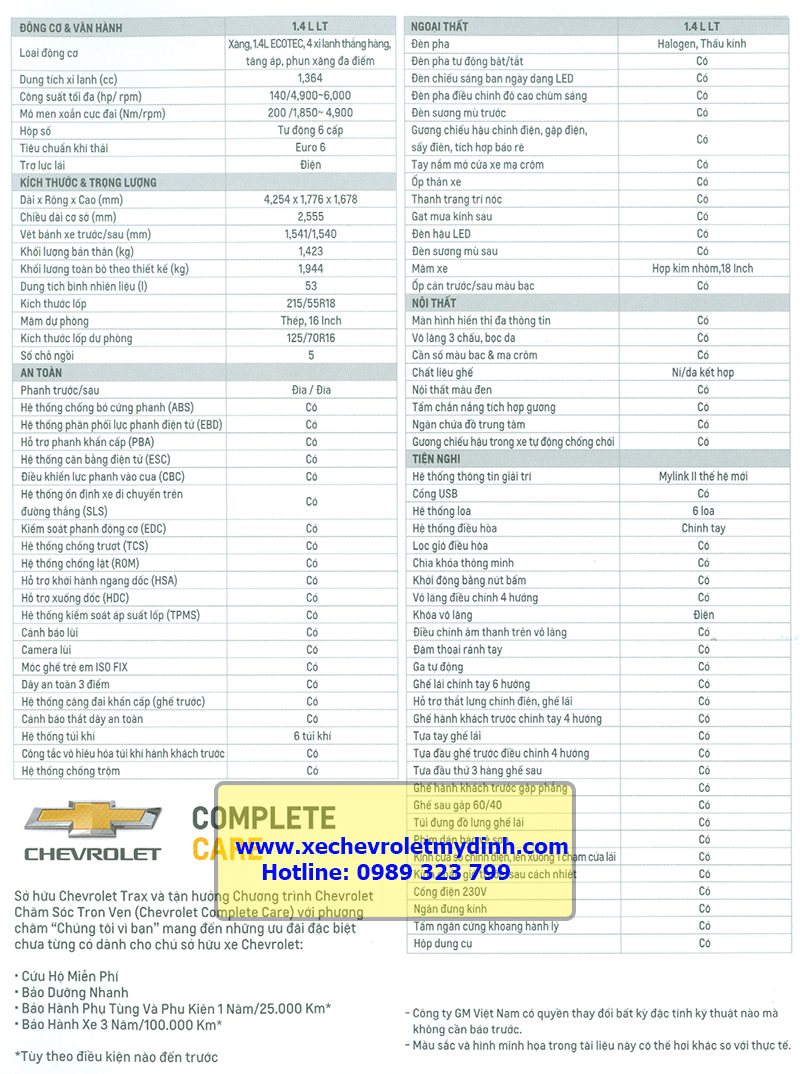 ĐỘNG CƠ & VẬN HÀNH 1.4 L LT
Loại động cơ Xăng, 1.4L ECOTEC, 4 xi lanh thẳng hàng,
tăng áp, phun xăng đa điểm
Dung tích xi lanh (cc) 1,364
Công suất tối đa (hp/ rpm) 140/4,900~6,000
Mô men xoắn cực đại (Nm/rpm) 200 /1,850~ 4,900
Hộp số Tự động 6 cấp
Tiêu chuẩn khí thải Euro 6
Trợ lực lái Điện
KÍCH THƯỚC & TRỌNG LƯỢNG
Dài x Rộng x Cao (mm) 4,254 x 1,776 x 1,678
Chiều dài cơ sở (mm) 2,555
Vệt bánh xe trước/sau (mm) 1,541/1,540
Khối lượng bản thân (kg) 1,423
Khối lượng toàn bộ theo thiết kế (kg) 1,944
Dung tích bình nhiên liệu (l) 53
Kích thước lốp 215/55R18
Mâm dự phòng Thép, 16 Inch
Kích thước lốp dự phòng 125/70R16
Số chỗ ngồi 5
AN TOÀN
Phanh trước/sau Đĩa / Đĩa
Hệ thống chống bó cứng phanh (ABS) Có
Hệ thống phân phối lực phanh điện tử (EBD) Có
Hỗ trợ phanh khẩn cấp (PBA) Có
Hệ thống cân bằng điện tử (ESC) Có
Điều khiển lực phanh vào cua (CBC) Có
Hệ thống ổn định xe di chuyển trên
đường thẳng (SLS) Có
Kiểm soát phanh động cơ (EDC) Có
Hệ thống chống trượt (TCS) Có
Hệ thống chống lật (ROM) Có
Hỗ trợ khởi hành ngang dốc (HSA) Có
Hỗ trợ xuống dốc (HDC) Có
Hệ thống kiểm soát áp suất lốp (TPMS) Có
Cảnh báo lùi Có
Camera lùi Có
Móc ghế trẻ em ISO FIX Có
Dây an toàn 3 điểm Có
Hệ thống căng đai khẩn cấp (ghế trước) Có
Cảnh báo thắt dây an toàn Có
Hệ thống túi khí 6 túi khí
Công tắc vô hiệu hóa túi khí hành khách trước Có
Hệ thống chống trộm Có
NGOẠI THẤT 1.4 L LT
Đèn pha Halogen, Thấu kính
Đèn pha tự động bật/tắt Có
Đèn chiếu sáng ban ngày dạng LED Có
Đèn pha điều chỉnh độ cao chùm sáng Có
Đèn sương mù trước Có
Gương chiếu hậu chỉnh điện, gập điện,
sấy điện, tích hợp báo rẽ Có
Tay nắm mở cửa xe mạ crôm Có
Ốp thân xe Có
Thanh trang trí nóc Có
Gạt mưa kính sau Có
Đèn hậu LED Có
Đèn sương mù sau Có
Mâm xe Hợp kim nhôm,18 Inch
Ốp cản trước/sau màu bạc Có
NỘI THẤT
Màn hình hiển thị đa thông tin Có
Vô lăng 3 chấu, bọc da Có
Cần số màu bạc & mạ crôm Có
Chất liệu ghế Nỉ/da kết hợp
Nội thất màu đen Có
Tấm chắn nắng tích hợp gương Có
Ngăn chứa đồ trung tâm Có
Gương chiếu hậu trong xe tự động chống chói Có
TIỆN NGHI
Hệ thống thông tin giải trí Mylink II thế hệ mới
Cổng USB Có
Hệ thống loa 6 loa
Hệ thống điều hòa Chỉnh tay
Lọc gió điều hòa Có
Chìa khóa thông minh Có
Khởi động bằng nút bấm Có
Vô lăng điều chỉnh 4 hướng Có
Khóa vô lăng Điện
Điều chỉnh âm thanh trên vô lăng Có
Đàm thoại rảnh tay Có
Ga tự động Có
Ghế lái chỉnh tay 6 hướng Có
Hỗ trợ thắt lưng chỉnh điện, ghế lái Có
Ghế hành khách trước chỉnh tay 4 hướng Có
Tựa tay ghế lái Có
Tựa đầu ghế trước điều chỉnh 4 hướng Có
Tựa đầu thứ 3 hàng ghế sau Có
Ghế hành khách trước gập phẳng Có
Ghế sau gập 60/40 Có
Túi đựng đồ lưng ghế lái Có
Có
Kính cửa sổ chỉnh điện, lên xuống 1 chạm cửa lái Có
sau cách nhiệt Có
Cổng điện 230V Có
Ngăn đựng kính Có
Tấm ngăn cứng khoang hành lý Có
Hộp dụng cụ Có
CHEVROLET
COMPLETE
CARE
www.xechevroletmydinh.com
Hotline: 0989 323 799
Sở hữu Chevrolet Trax và tận hưởng Chương trình Chevrolet
Chăm Sóc Trọn Vẹn (Chevrolet Complete Care) với phương
châm “Chúng tôi vì bạn” mang đến những ưu đãi đặc biệt
chưa từng có dành cho chủ sở hữu xe Chevrolet:
• Cứu Hộ Miễn Phí
• Bảo Dưỡng Nhanh
• Bảo Hành Phụ Tùng Và Phụ Kiện 1 Năm/25.000 Km*
• Bảo Hành Xe 3 Năm/100.000 Km*
*Tùy theo điều kiện nào đến trước
- Công ty GM Việt Nam có quyền thay đổi bất kỳ đặc tính kỹ thuật nào mà
không cần báo trước.
- Màu sắc và hình minh họa trong tài liệu này có thể hơi khác so với thực tế.